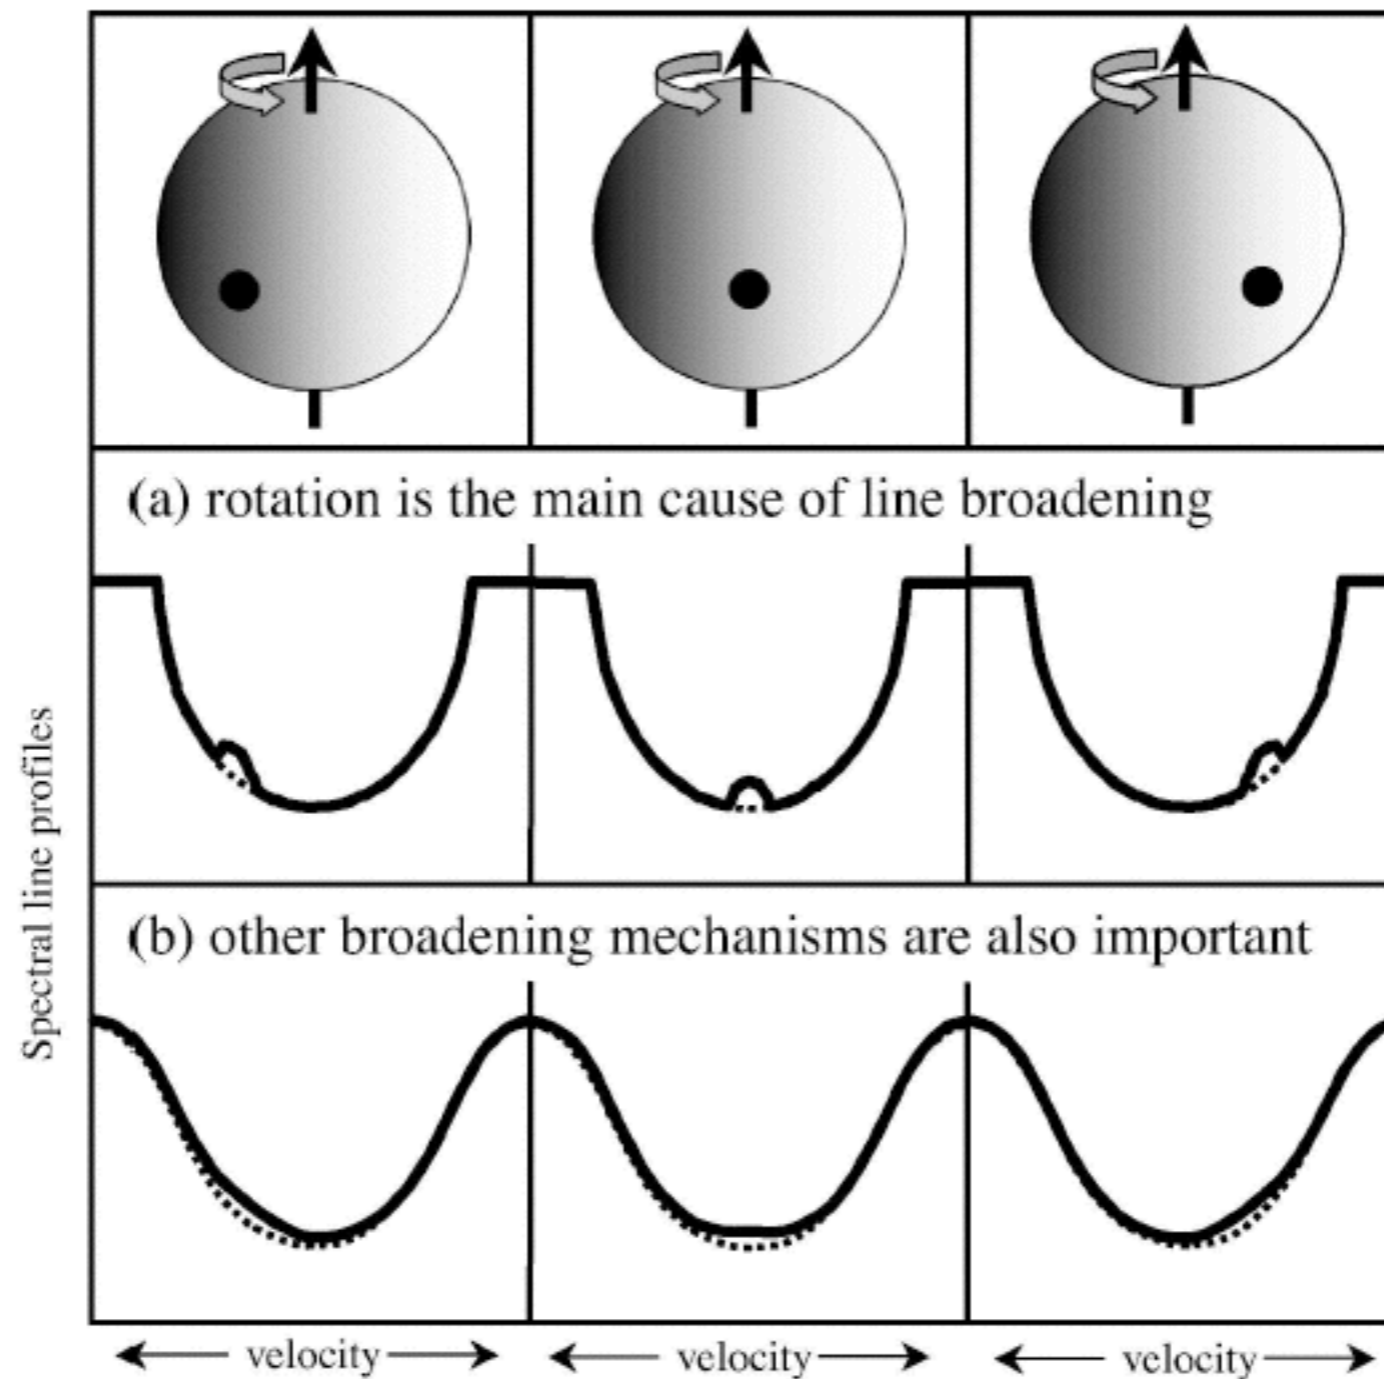 (a) rotation is the main cause of line broadening
Spectral line profiles
(b) other broadening mechanisms are also important
velocity velocity velocity